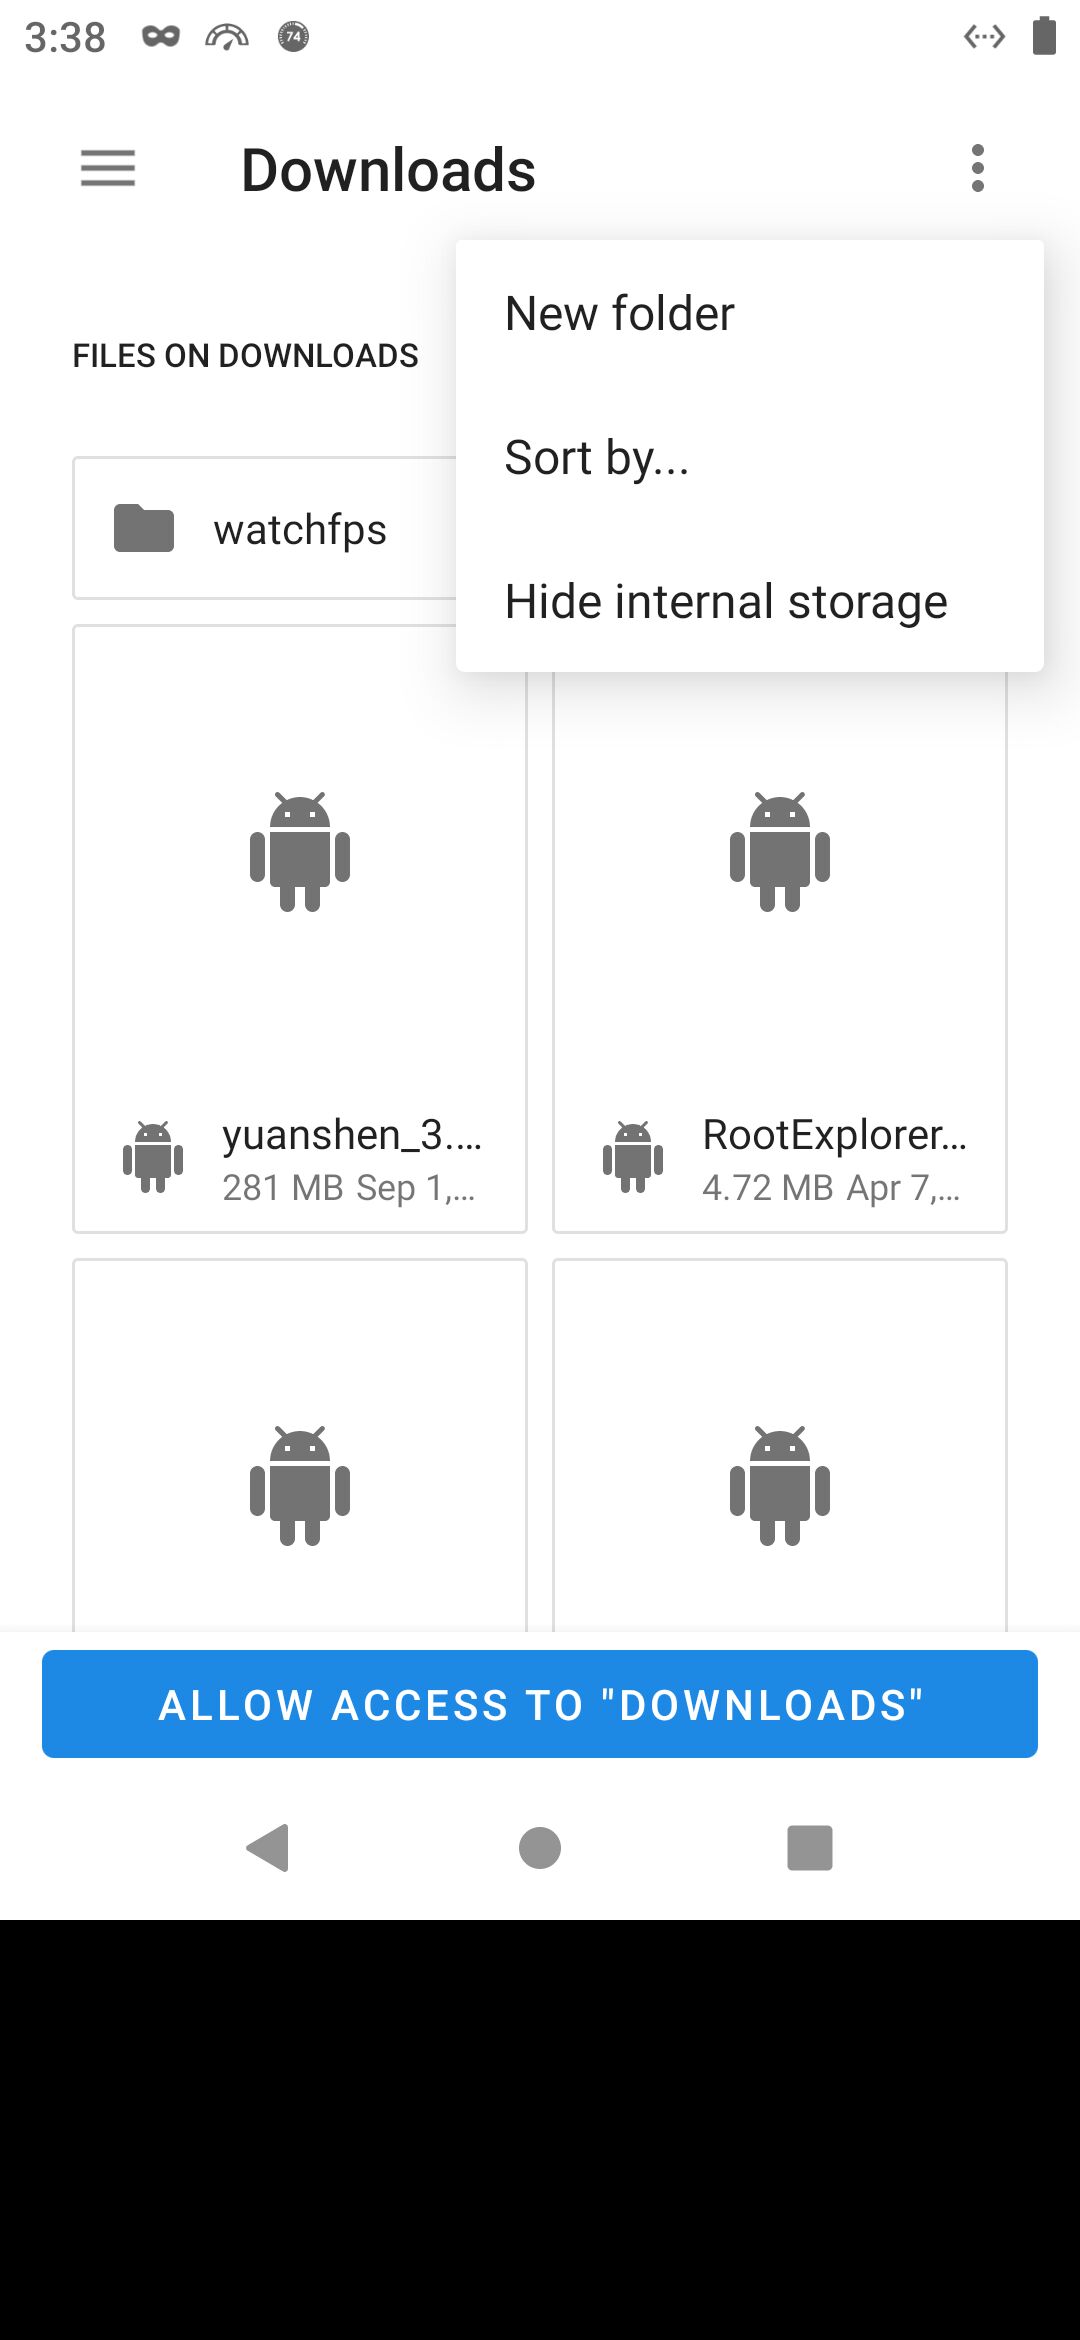 3:38
74
Downloads
New folder
FILES ON DOWNLOADS
Sort by...
watchfps
Hide internal storage
yuanshen_3.…
281 MB Sep 1,…
RootExplorer…
4.72 MB Apr 7,…
ALLOW ACCESS TO "DOWNLOADS"